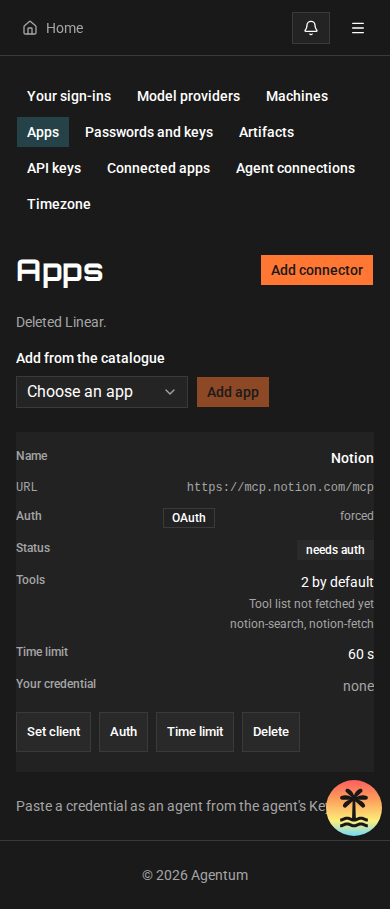 Home
Your sign-ins Model providers Machines
Apps Passwords and keys Artifacts
API keys Connected apps Agent connections
Timezone
Apps Add connector
Deleted Linear.
Add from the catalogue
Choose an app Add app
Name Notion
URL https://mcp.notion.com/mcp
Auth OAuth forced
Status needs auth
Tools 2 by default
Tool list not fetched yet
notion-search, notion-fetch
Time limit 60 s
Your credential none
Set client Auth Time limit Delete
Paste a credential as an agent from the agent's
© 2026 Agentum